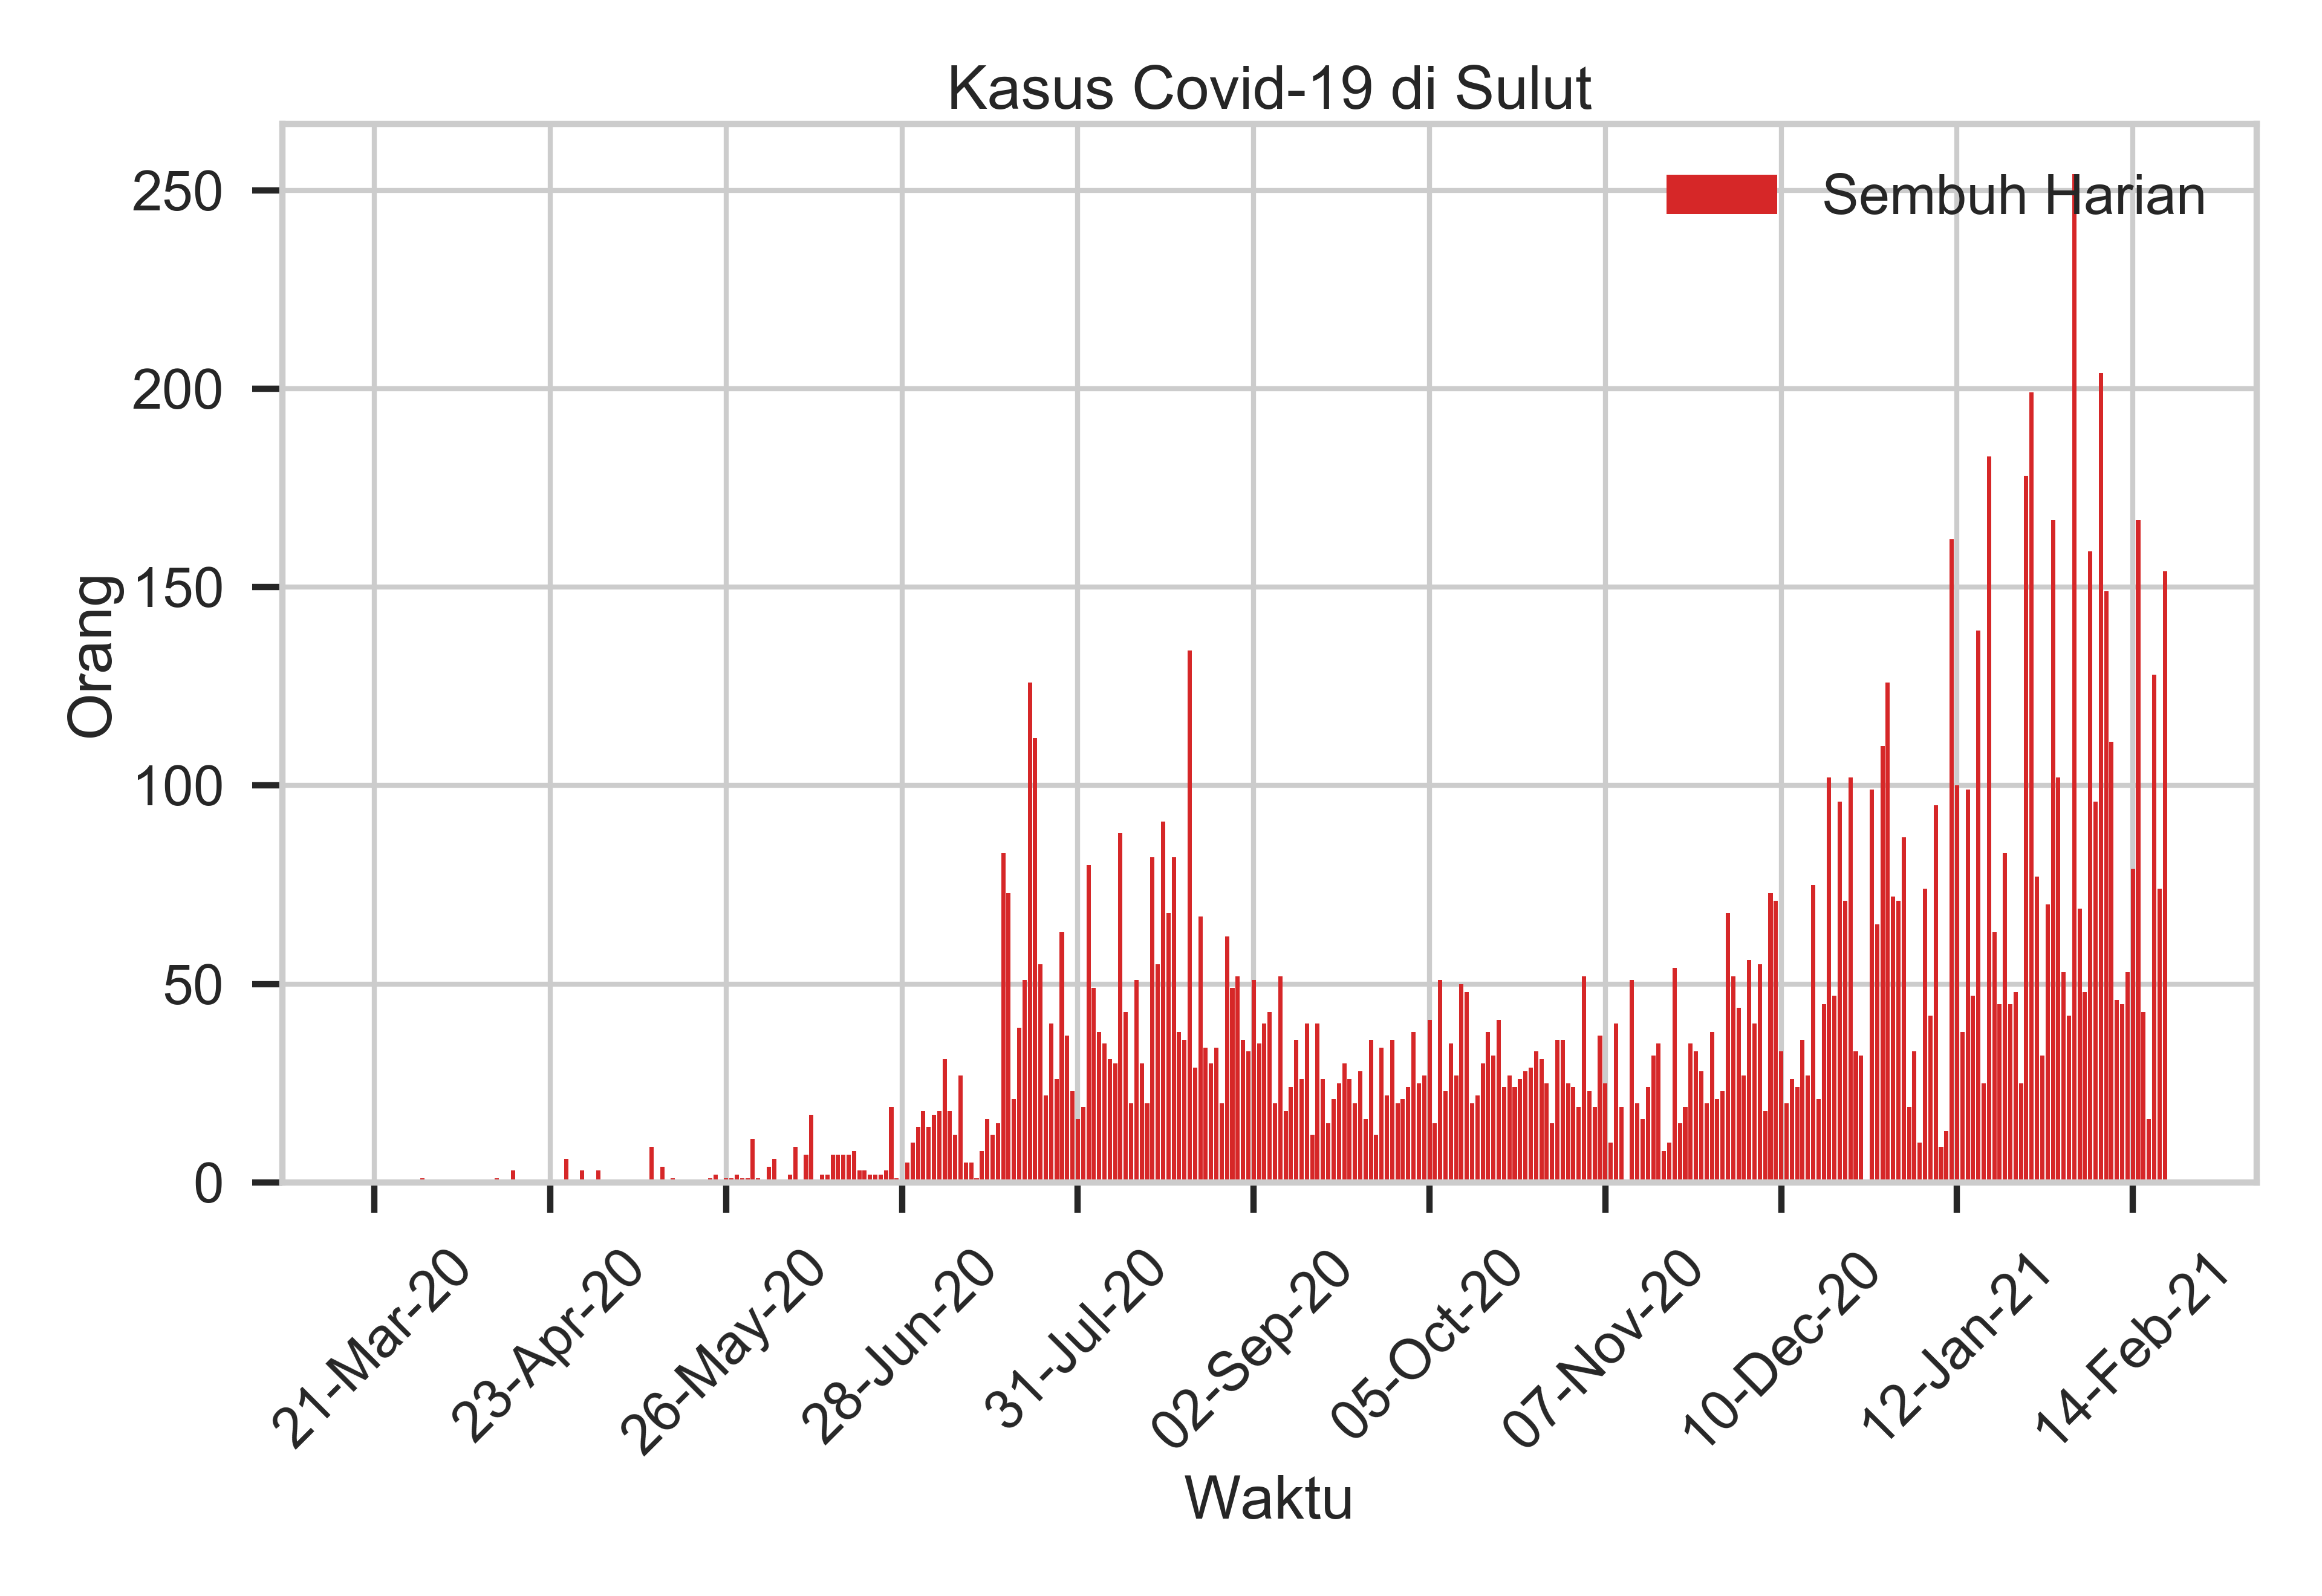 Kasus Covid-19 di Sulut
Sembuh Harian
250
200
150
100
50
0
Orang
21-Mar-20
23-Apr-20
26-May-20
28-Jun-20
31-Jul-20
02-Sep-20
05-Oct-20
07-Nov-20
10-Dec-20
12-Jan-21
14-Feb-21
Waktu